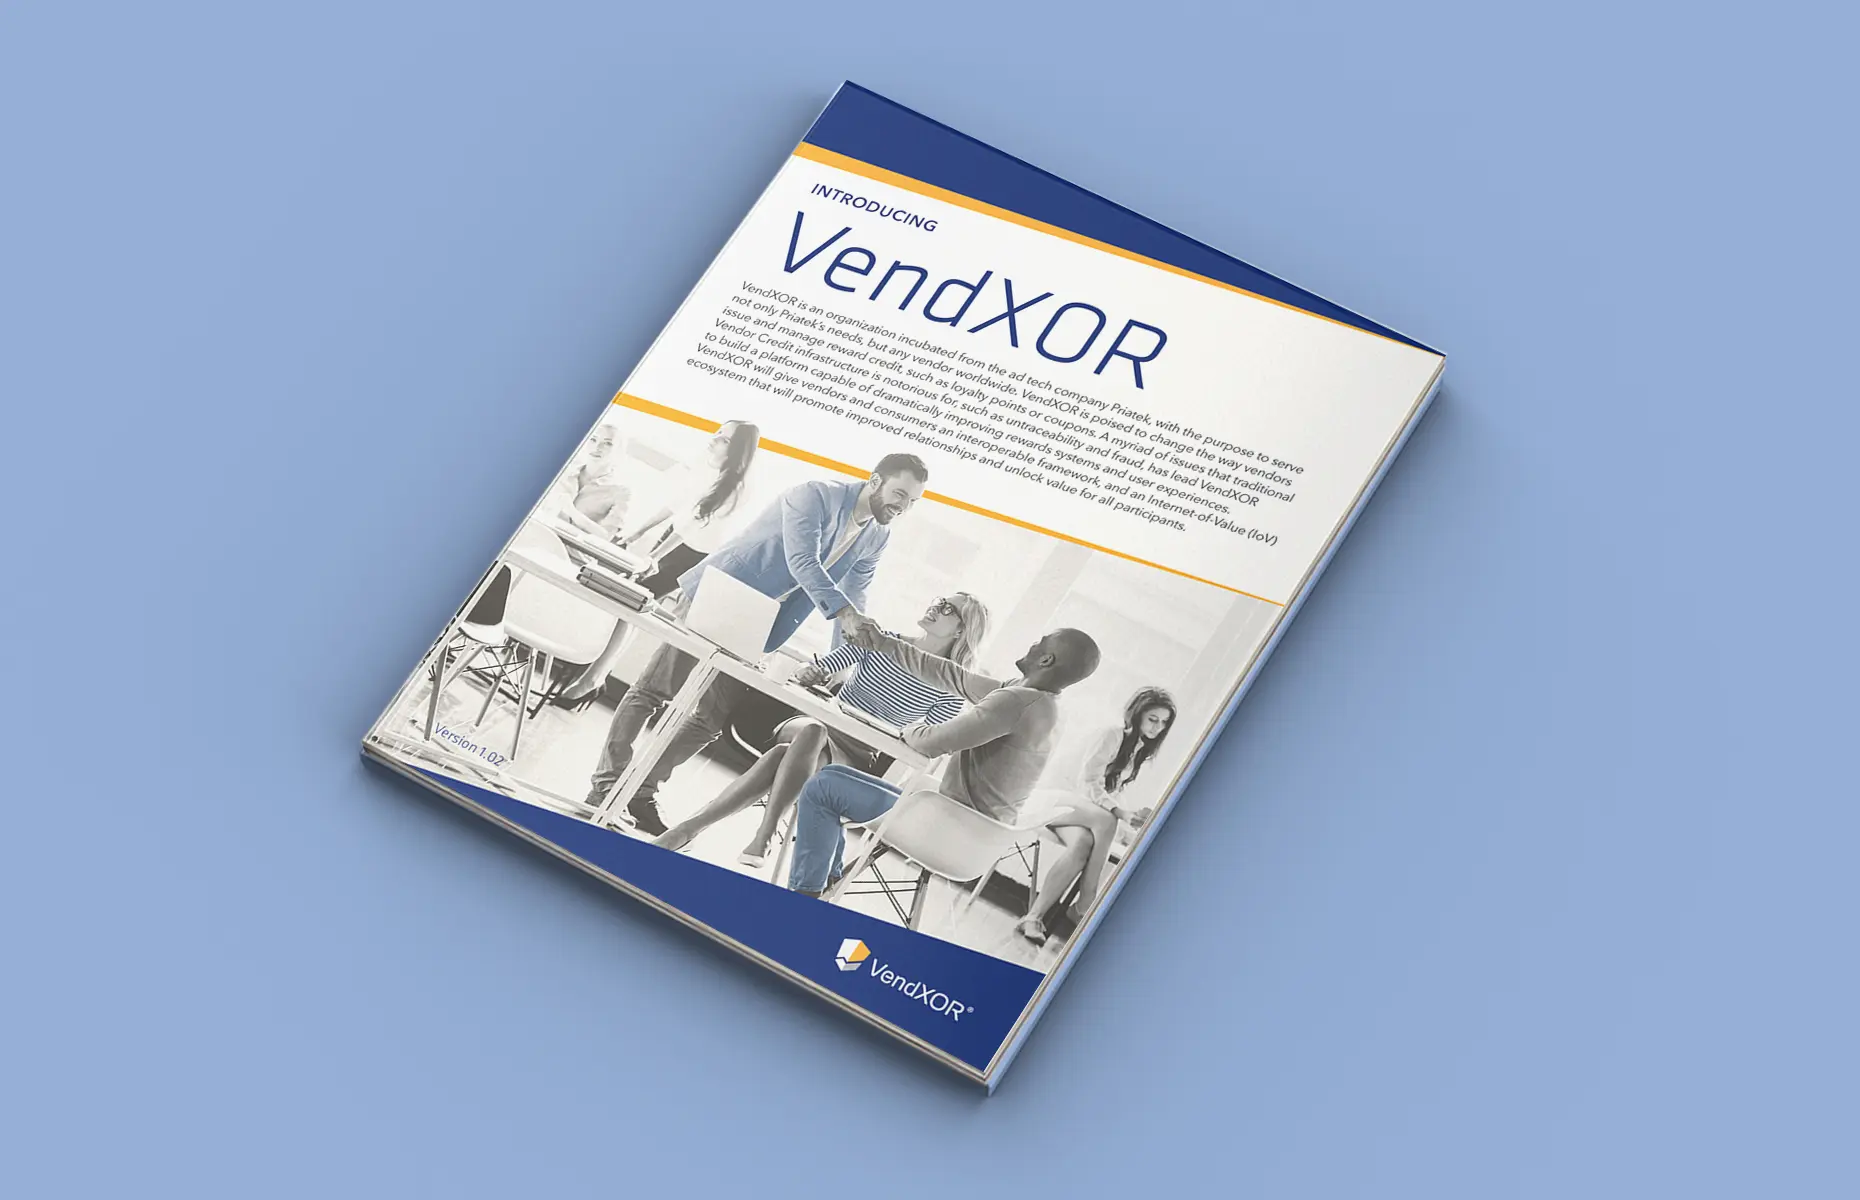 INTRODUCING
VendXOR
VendXOR is an organization incubated from the ad tech company Priatek, with the purpose to serve
not only Priatek's needs, but any vendor worldwide. VendXOR is poised to change the way vendors
issue and manage reward credit, such as loyalty points or coupons. A myriad of issues that traditional
Vendor Credit infrastructure is notorious for, such as untraceability and fraud, has lead VendXOR
to build a platform capable of dramatically improving rewards systems and user experiences.
VendXOR will give vendors and consumers an interoperable framework, and an Internet-of-Value (IoV)
ecosystem that will promote improved relationships and unlock value for all participants.
Version 1.02
VendXOR®